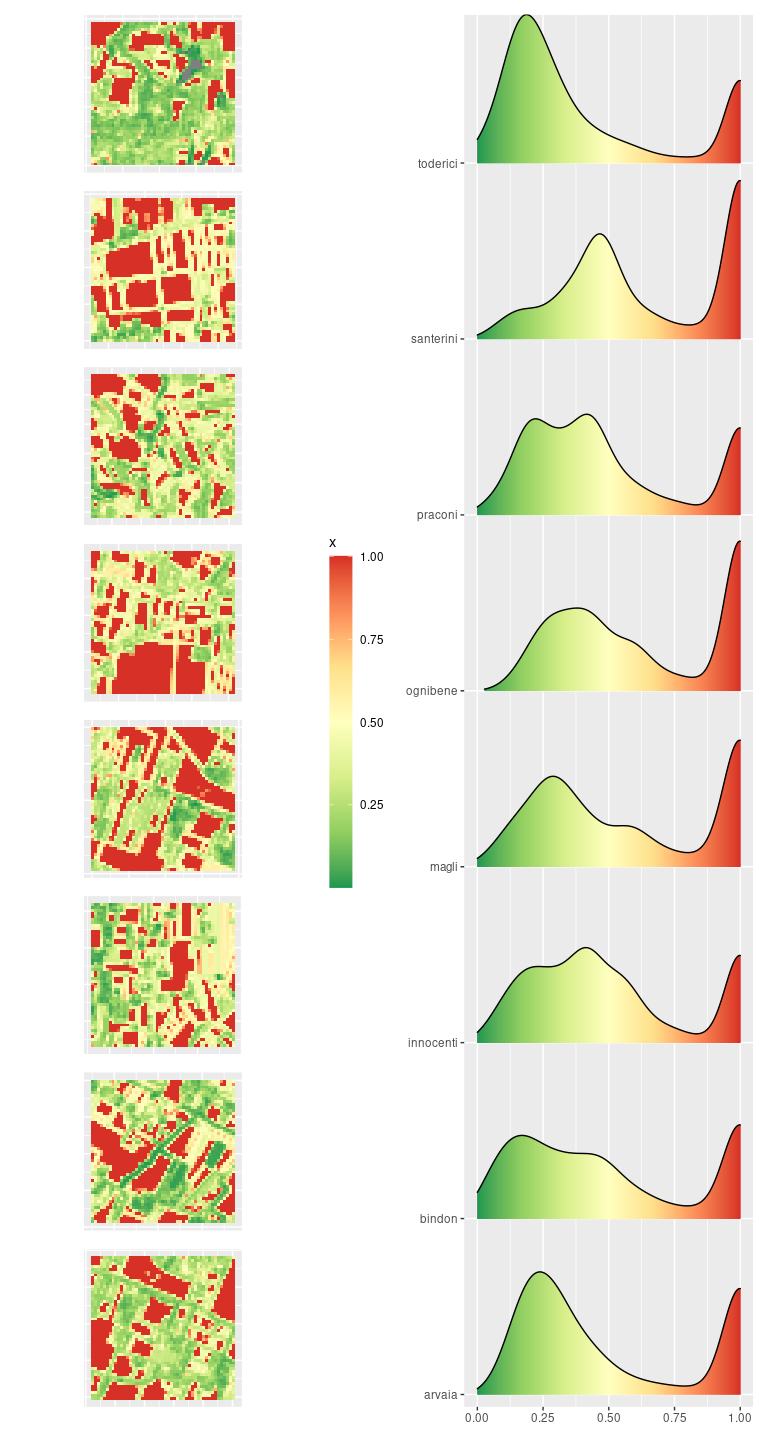 toderici
santerini
praconi
x
1.00
0.75
0.50
0.25
ognibene
magli
innocenti
bindon
arvaia
0.00 0.25 0.50 0.75 1.00